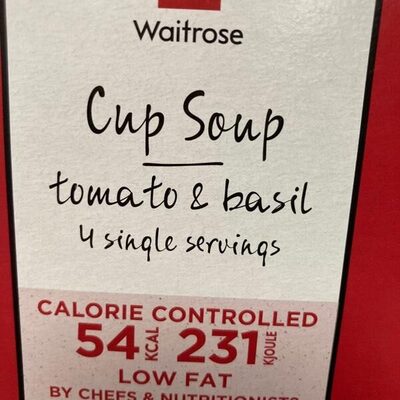 Waitrose
Cup Soup
tomato & basil
4 single servings
CALORIE CONTROLLED
54 KCAL 231 KJOULE
LOW FAT
BY CHEFS & NUTRITIONISTS